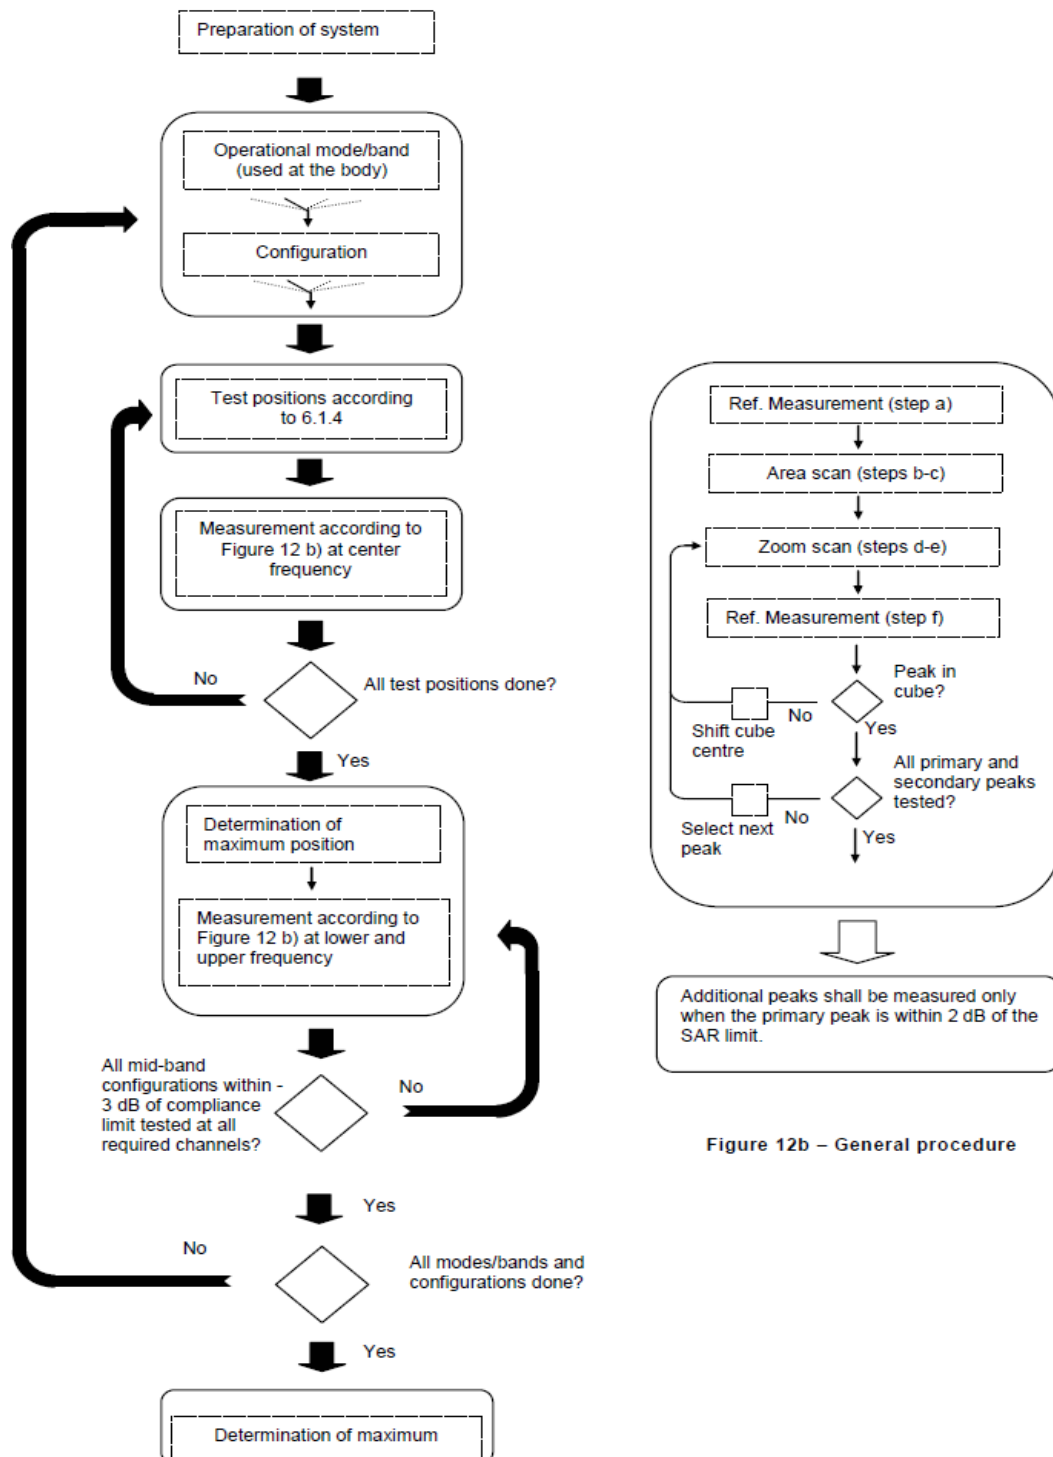 Preparation of system
Operational mode/band
(used at the body)
Configuration
Test positions according
to 6.1.4
Measurement according to
Figure 12 b) at center
frequency
No
All test positions done?
Yes
Determination of
maximum position
Measurement according to
Figure 12 b) at lower and
upper frequency
All mid-band
configurations within -
3 dB of compliance
limit tested at all
required channels?
No
Yes
No
All modes/bands and
configurations done?
Yes
Determination of maximum
Ref. Measurement (step a)
Area scan (steps b-c)
Zoom scan (steps d-e)
Ref. Measurement (step f)
Peak in
cube?
No
Yes
Shift cube
centre
All primary and
secondary peaks
tested?
No
Yes
Select next
peak
Additional peaks shall be measured only
when the primary peak is within 2 dB of the
SAR limit.
Figure 12b – General procedure